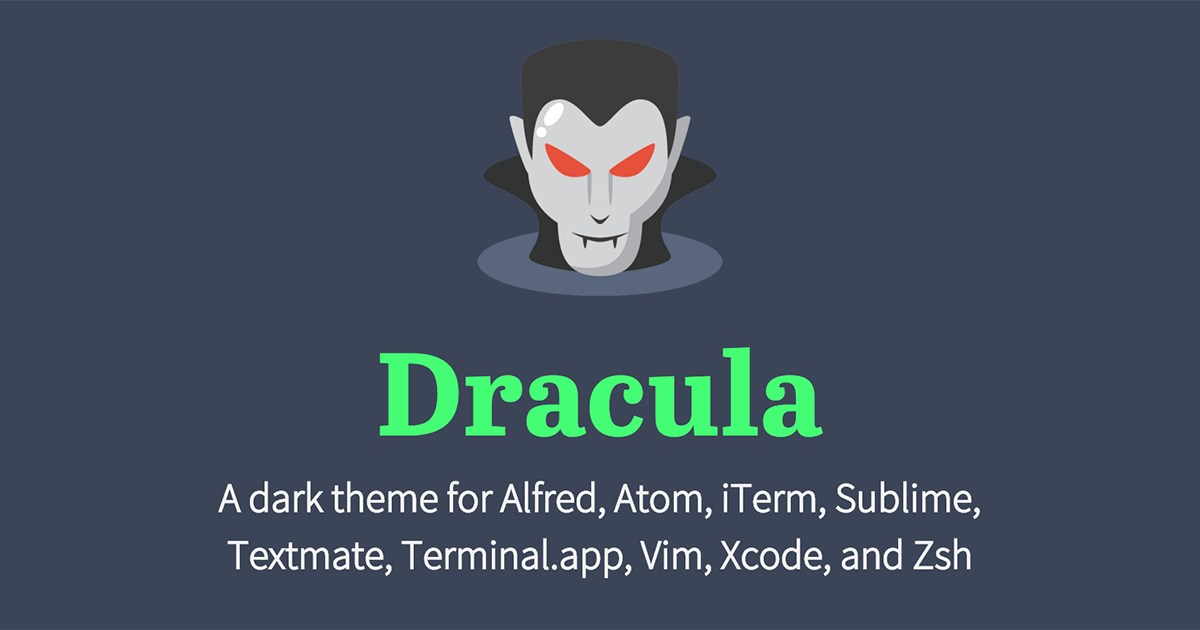 Dracula
A dark theme for Alfred, Atom, iTerm, Sublime,
Textmate, Terminal.app, Vim, Xcode, and Zsh